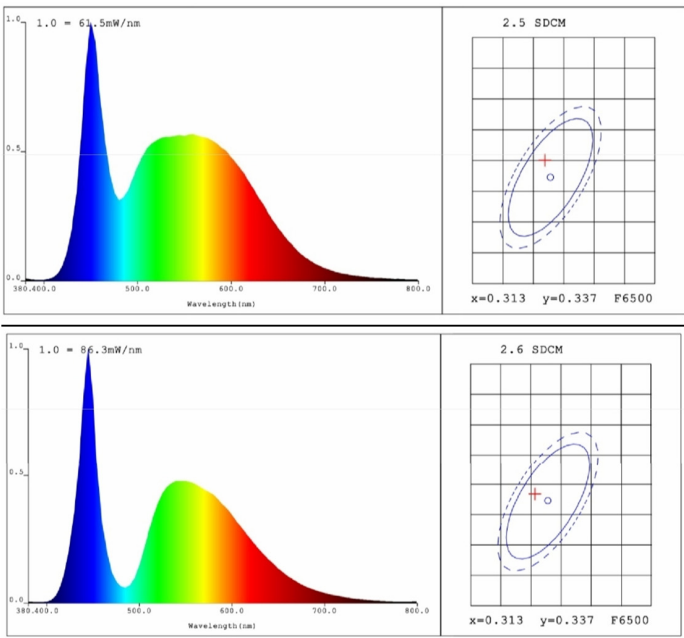 1.0
1.0 = 61.5mW/nm
0.5
0.0
380.400.0 500.0 600.0 700.0 800.0
Wavelength(nm)
2.5 SDCM
x=0.313 y=0.337 F6500
1.0
1.0 = 86.3mW/nm
0.5
0.0
380.400.0 500.0 600.0 700.0 800.0
Wavelength(nm)
2.6 SDCM
x=0.313 y=0.337 F6500